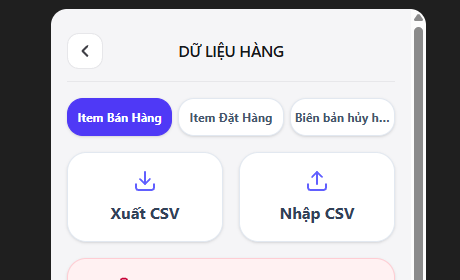 DỮ LIỆU HÀNG
Item Bán Hàng
Item Đặt Hàng
Biên bản hủy h...
Xuất CSV
Nhập CSV